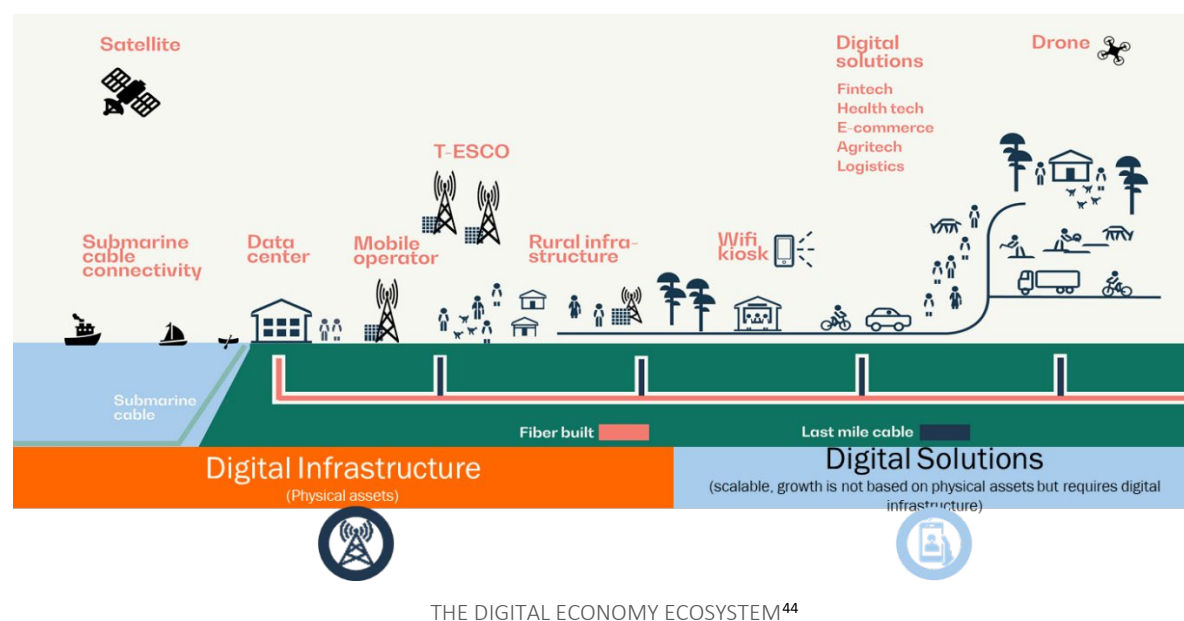 Satellite
Digital
solutions
Fintech
Health tech
E-commerce
Agritech
Logistics
Drone
T-ESCO
Submarine
cable
connectivity
Data
center
Mobile
operator
Rural infra-
structure
Wifi
kiosk
Submarine
cable
Fiber built
Last mile cable
Digital Infrastructure
(Physical assets)
Digital Solutions
(scalable, growth is not based on physical assets but requires digital
infrastructure)
THE DIGITAL ECONOMY ECOSYSTEM44